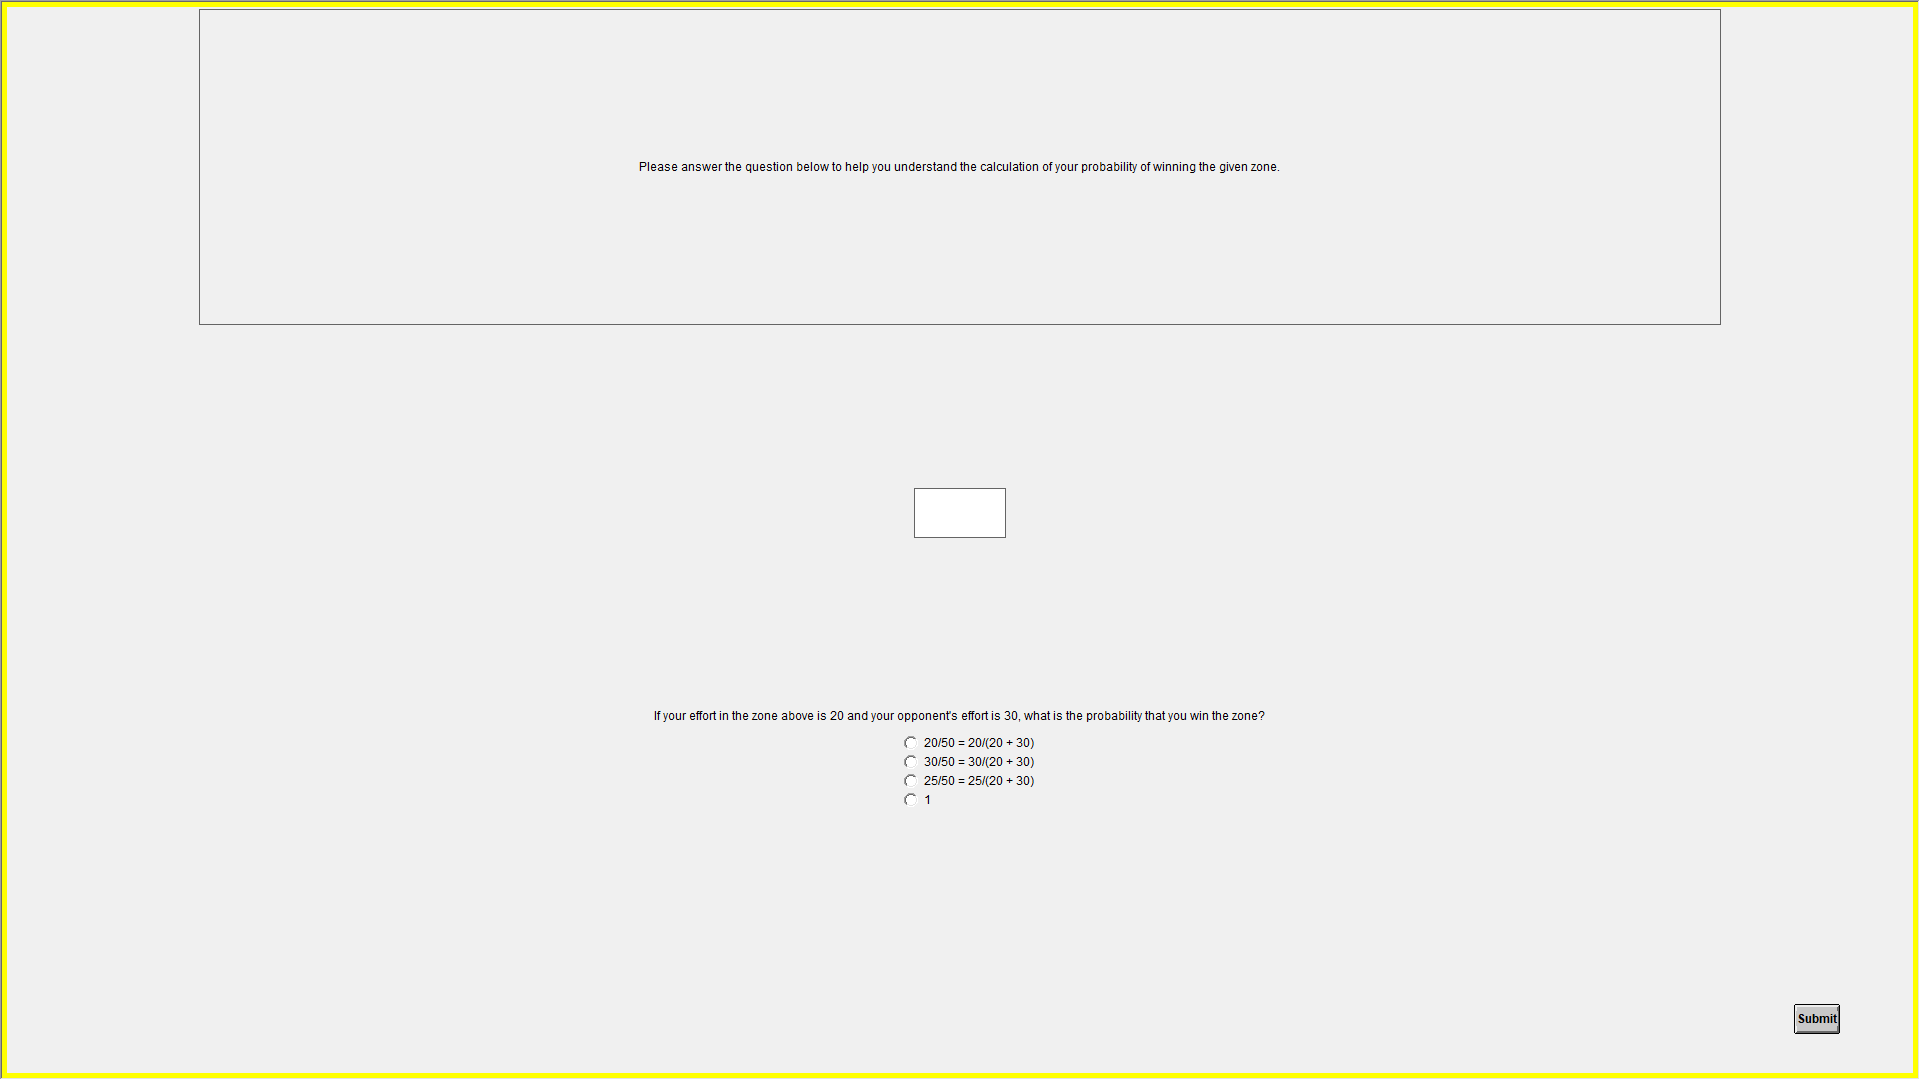 Please answer the question below to help you understand the calculation of your probability of winning the given zone.
If your effort in the zone above is 20 and your opponent's effort is 30, what is the probability that you win the zone?
20/50 = 20/(20 + 30)
30/50 = 30/(20 + 30)
25/50 = 25/(20 + 30)
1
Submit